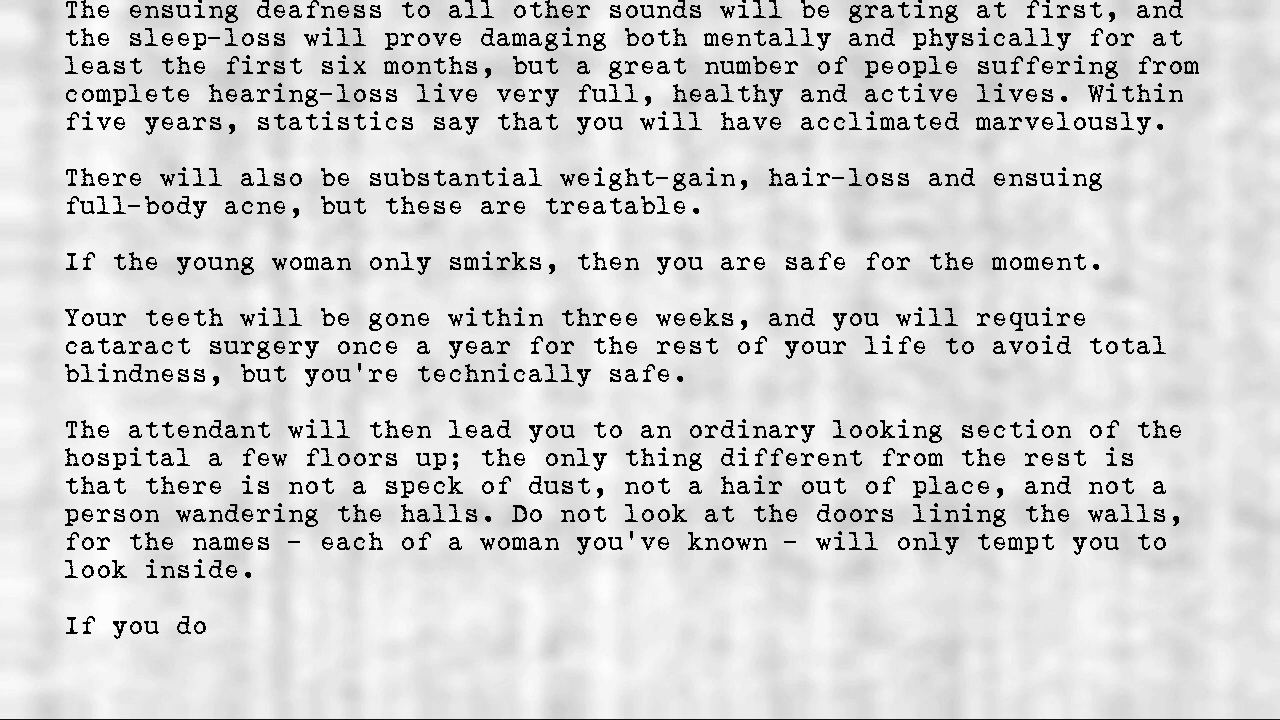 The ensuing deafness to all other sounds will be grating at first, and
the sleep-loss will prove damaging both mentally and physically for at
least the first six months, but a great number of people suffering from
complete hearing-loss live very full, healthy and active lives. Within
five years, statistics say that you will have acclimated marvelously.
There will also be substantial weight-gain, hair-loss and ensuing
full-body acne, but these are treatable.
If the young woman only smirks, then you are safe for the moment.
Your teeth will be gone within three weeks, and you will require
cataract surgery once a year for the rest of your life to avoid total
blindness, but you're technically safe.
The attendant will then lead you to an ordinary looking section of the
hospital a few floors up; the only thing different from the rest is
that there is not a speck of dust, not a hair out of place, and not a
person wandering the halls. Do not look at the doors lining the walls,
for the names - each of a woman you've known - will only tempt you to
look inside.
If you do